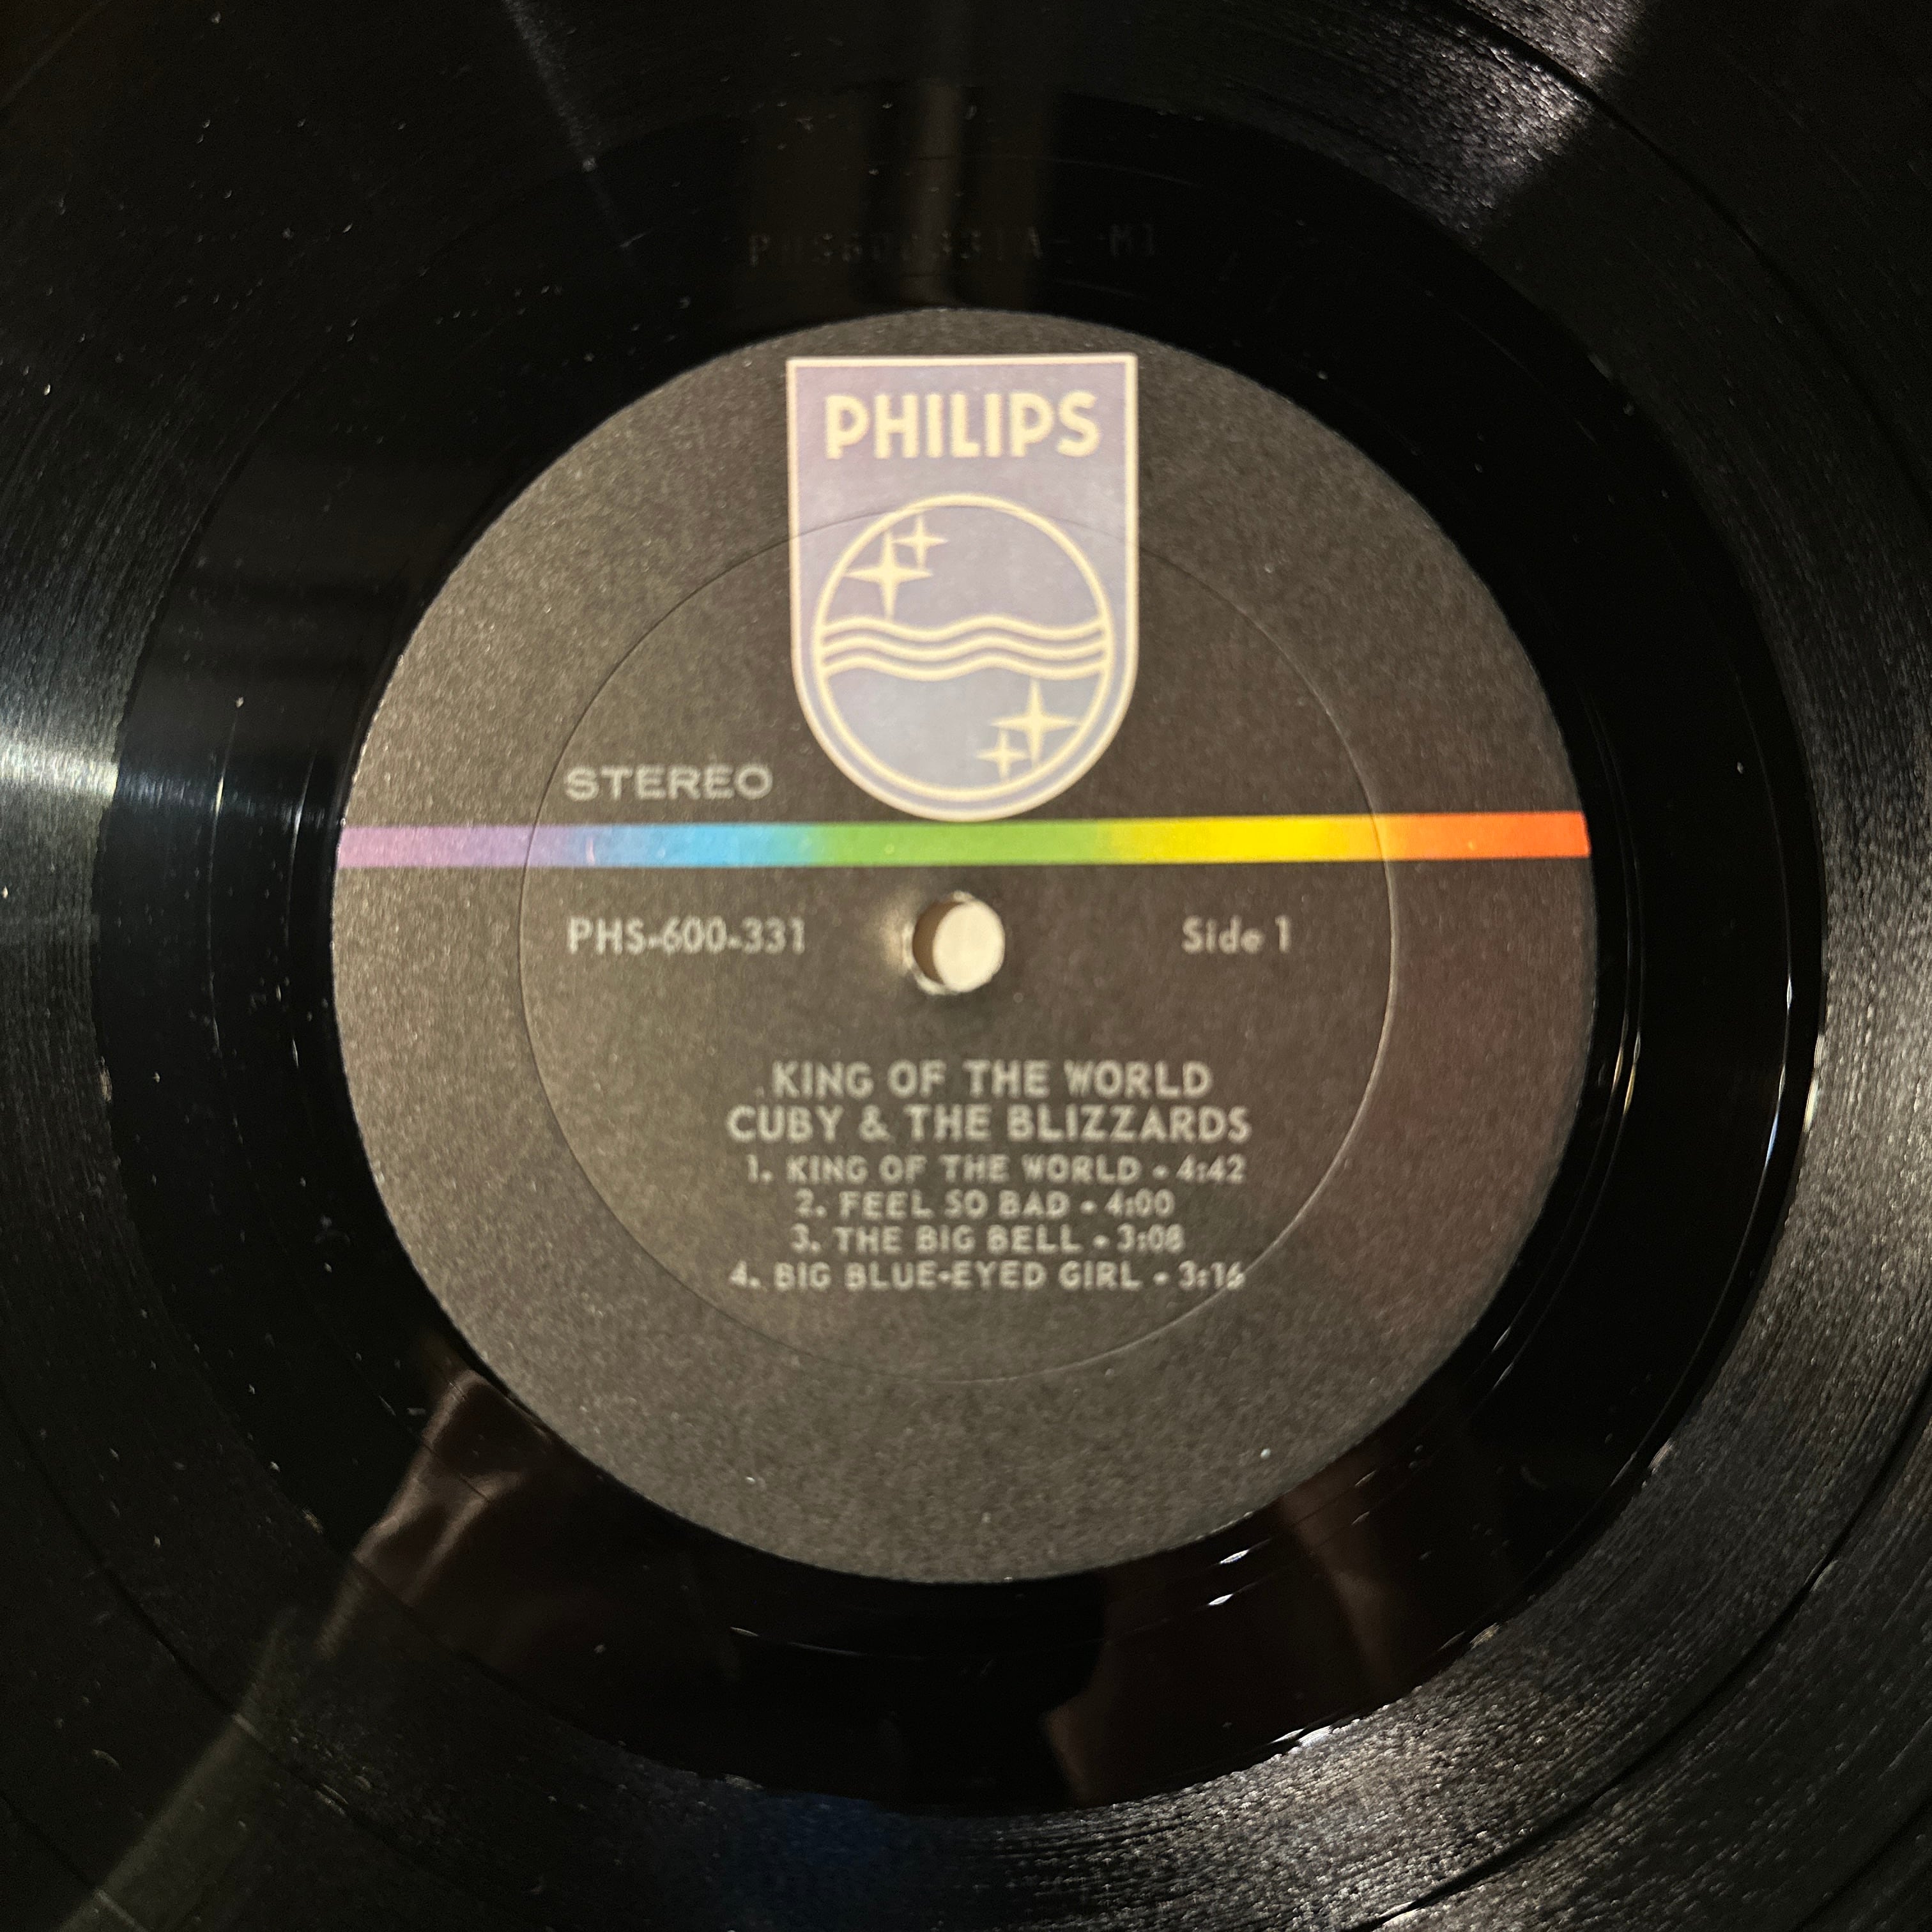 PHS600331A- -M1
PHILIPS
STEREO
PHS-600-331
Side 1
KING OF THE WORLD
CUBY & THE BLIZZARDS
1. KING OF THE WORLD - 4:42
2. FEEL SO BAD - 4:00
3. THE BIG BELL - 3:08
4. BIG BLUE-EYED GIRL - 3:16